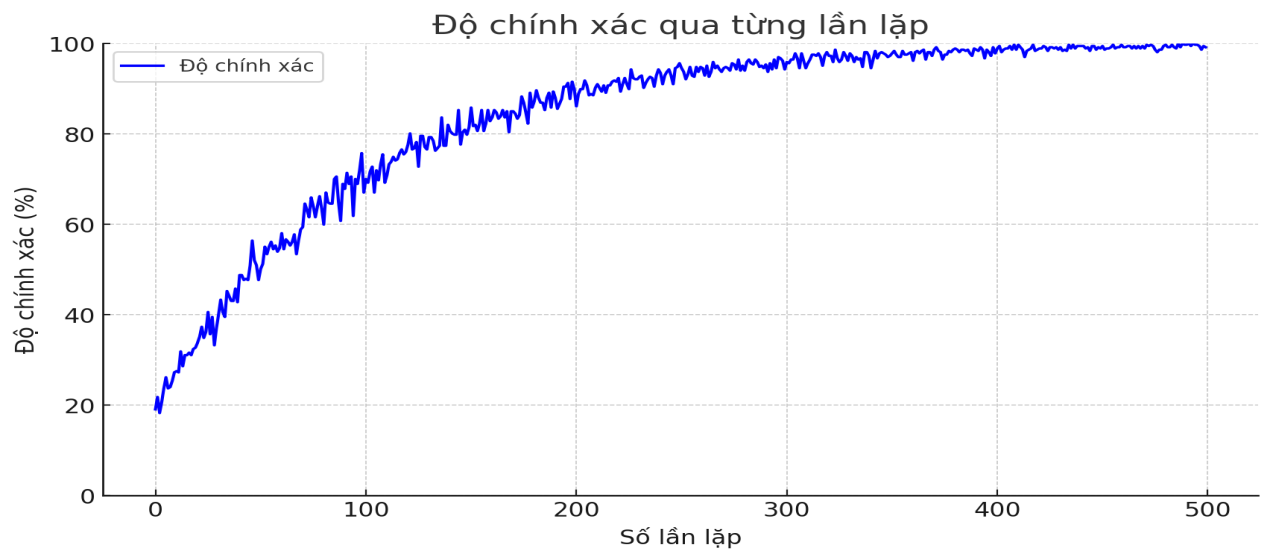 Độ chính xác qua từng lần lặp
Độ chính xác
Độ chính xác (%)
100
80
60
40
20
0
0 100 200 300 400 500
Số lần lặp